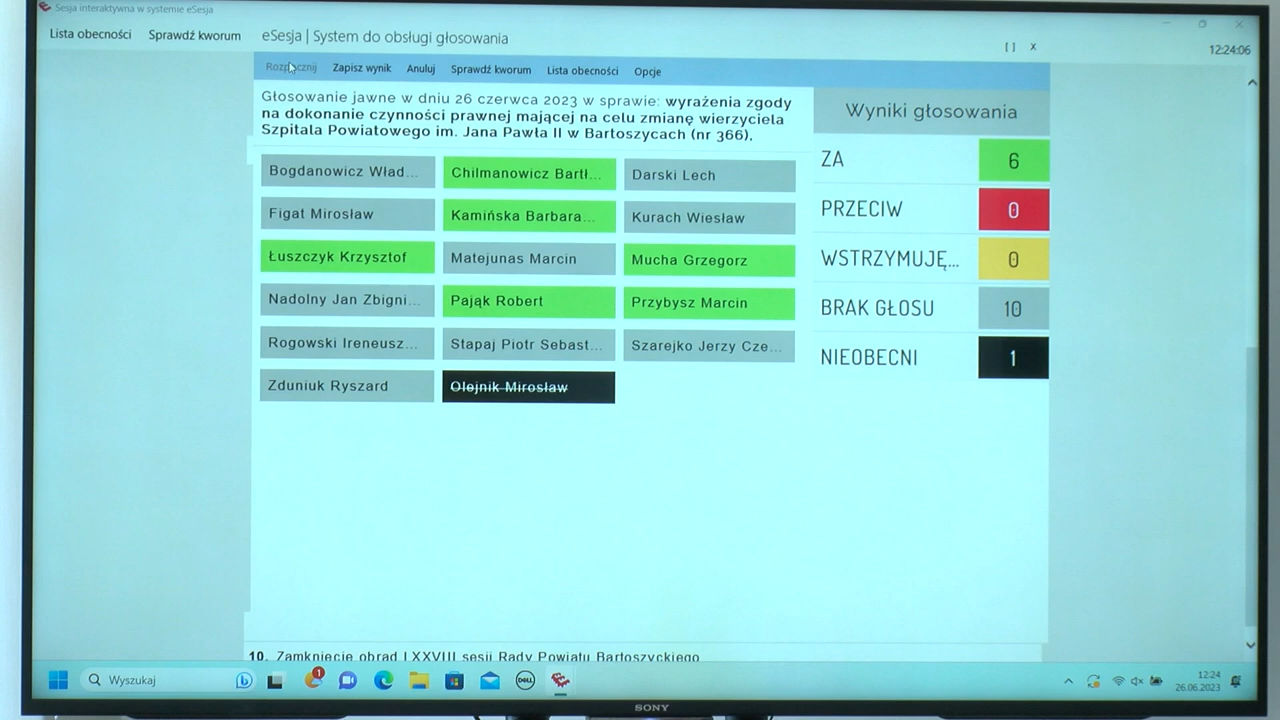 Sesja interaktywna w systemie eSesja
Lista obecności Sprawdź kworum eSesja | System do obsługi głosowania
[ ] X
12:24:06
Rozpocznij Zapisz wynik Anuluj Sprawdź kworum Lista obecności Opcje
Głosowanie jawne w dniu 26 czerwca 2023 w sprawie: wyrażenia zgody
na dokonanie czynności prawnej mającej na celu zmianę wierzyciela
Szpitala Powiatowego im. Jana Pawła II w Bartoszycach (nr 366).
Bogdanowicz Wład... Chilmanowicz Bartł... Darski Lech
Figat Mirosław Kamińska Barbara... Kurach Wiesław
Łuszczyk Krzysztof Matejunas Marcin Mucha Grzegorz
Nadolny Jan Zbigni... Pająk Robert Przybysz Marcin
Rogowski Ireneusz... Stapaj Piotr Sebast... Szarejko Jerzy Cze...
Zduniuk Ryszard Olejnik Mirosław
Wyniki głosowania
ZA 6
PRZECIW 0
WSTRZYMUJĘ... 0
BRAK GŁOSU 10
NIEOBECNI 1
10. Zamknięcie obrad LXXVIII sesji Rady Powiatu Bartoszyckiego
Wyszukaj
1
DELL
12:24
26.06.2023
SONY